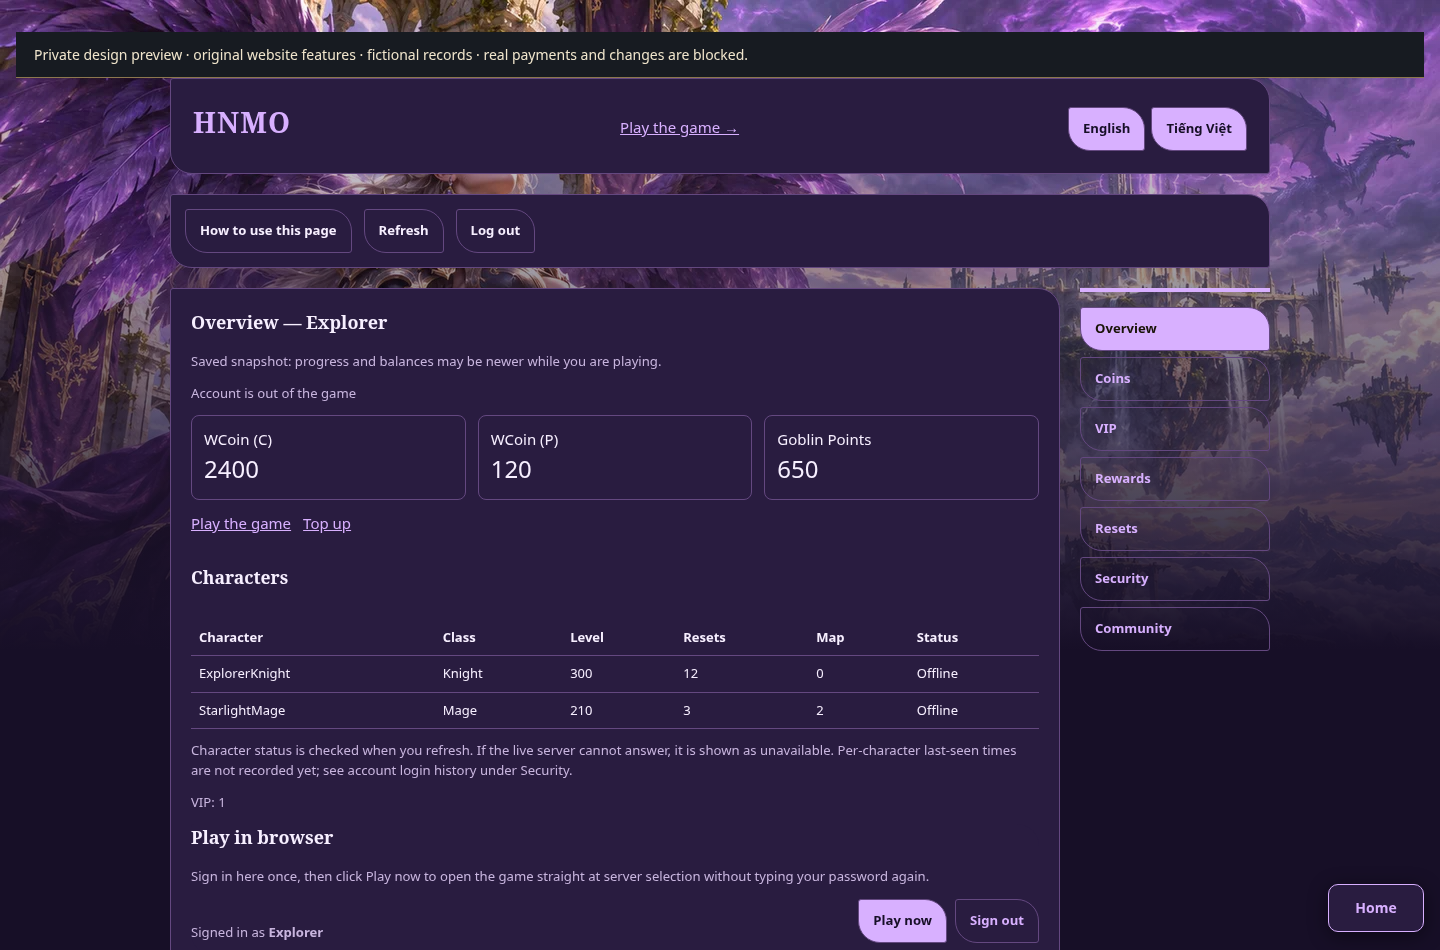 Private design preview · original website features · fictional records · real payments and changes are blocked.
HNMO
Play the game →
English
Tiếng Việt
How to use this page
Refresh
Log out
Overview — Explorer
Saved snapshot: progress and balances may be newer while you are playing.
Account is out of the game
WCoin (C)
2400
WCoin (P)
120
Goblin Points
650
Play the game
Top up
Characters
Character Class Level Resets Map Status
ExplorerKnight Knight 300 12 0 Offline
StarlightMage Mage 210 3 2 Offline
Character status is checked when you refresh. If the live server cannot answer, it is shown as unavailable. Per-character last-seen times
are not recorded yet; see account login history under Security.
VIP: 1
Play in browser
Sign in here once, then click Play now to open the game straight at server selection without typing your password again.
Signed in as Explorer
Play now
Sign out
Overview
Coins
VIP
Rewards
Resets
Security
Community
Home